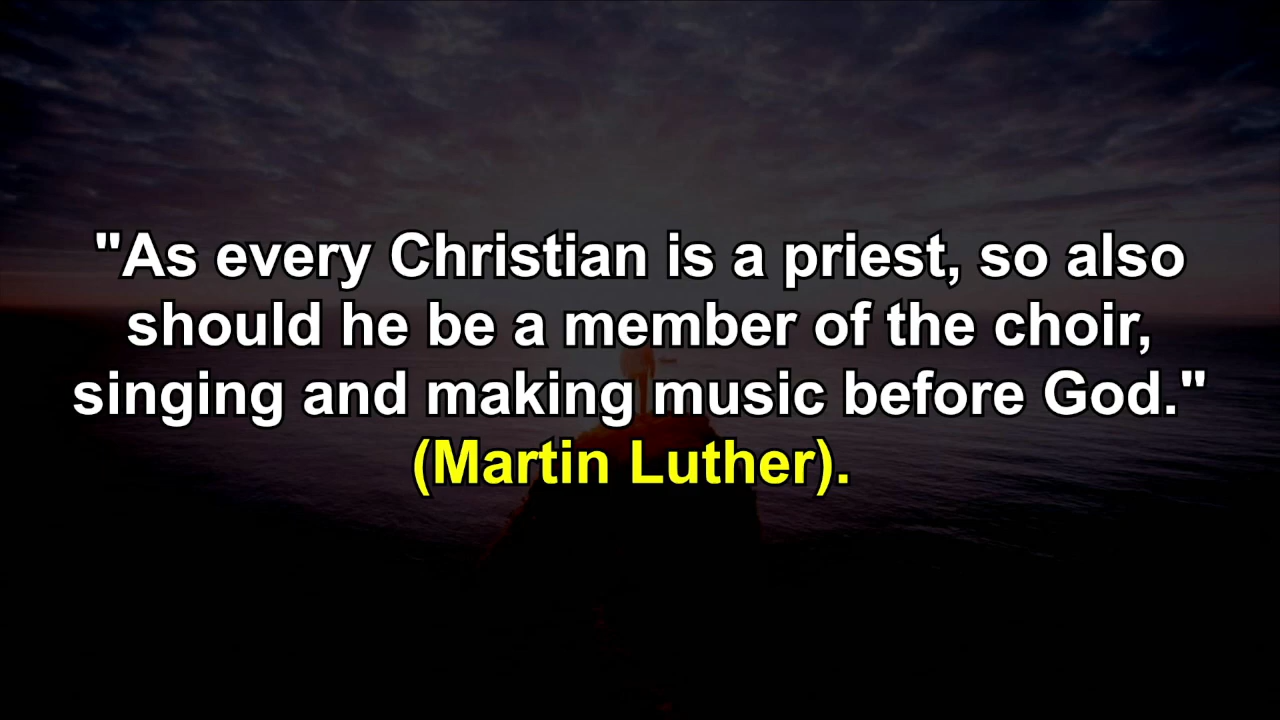 "As every Christian is a priest, so also
should he be a member of the choir,
singing and making music before God."
(Martin Luther).